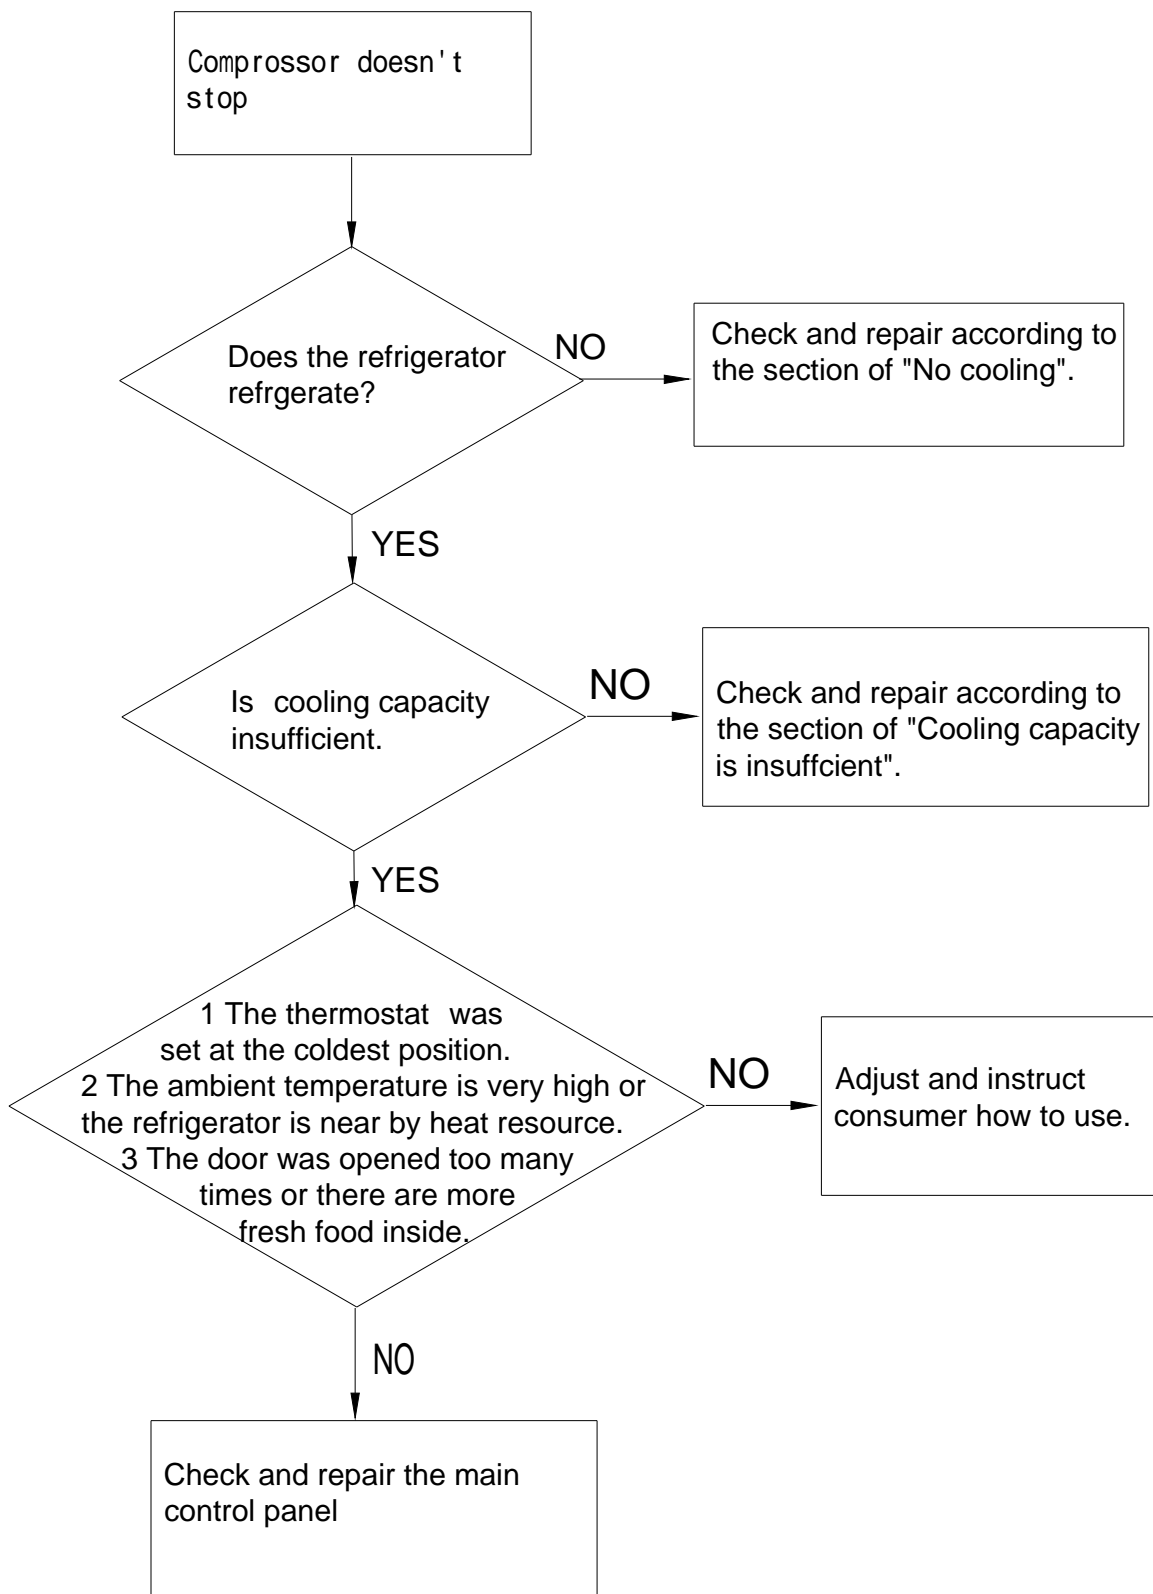 Comprossor doesn't
stop
Does the refrigerator
refrgerate?
NO
Check and repair according to
the section of "No cooling".
YES
Is cooling capacity
insufficient.
NO
Check and repair according to
the section of "Cooling capacity
is insuffcient".
YES
1 The thermostat was
set at the coldest position.
2 The ambient temperature is very high or
the refrigerator is near by heat resource.
3 The door was opened too many
times or there are more
fresh food inside.
NO
Adjust and instruct
consumer how to use.
NO
Check and repair the main
control panel